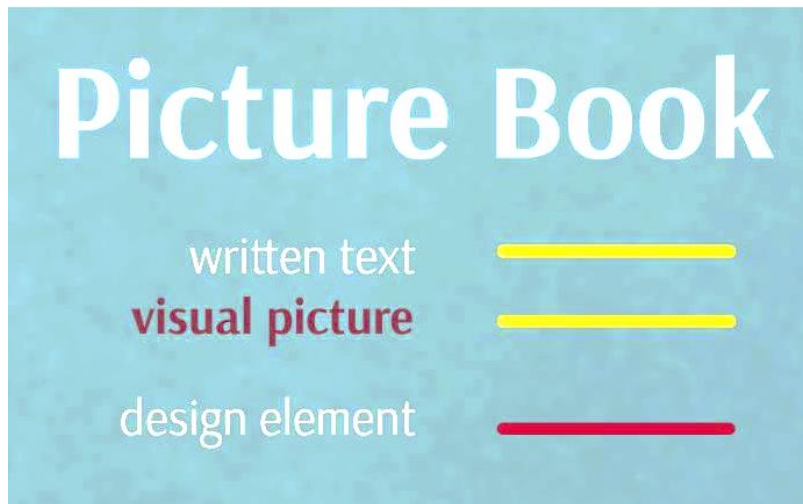 Picture Book
written text
visual picture
design element